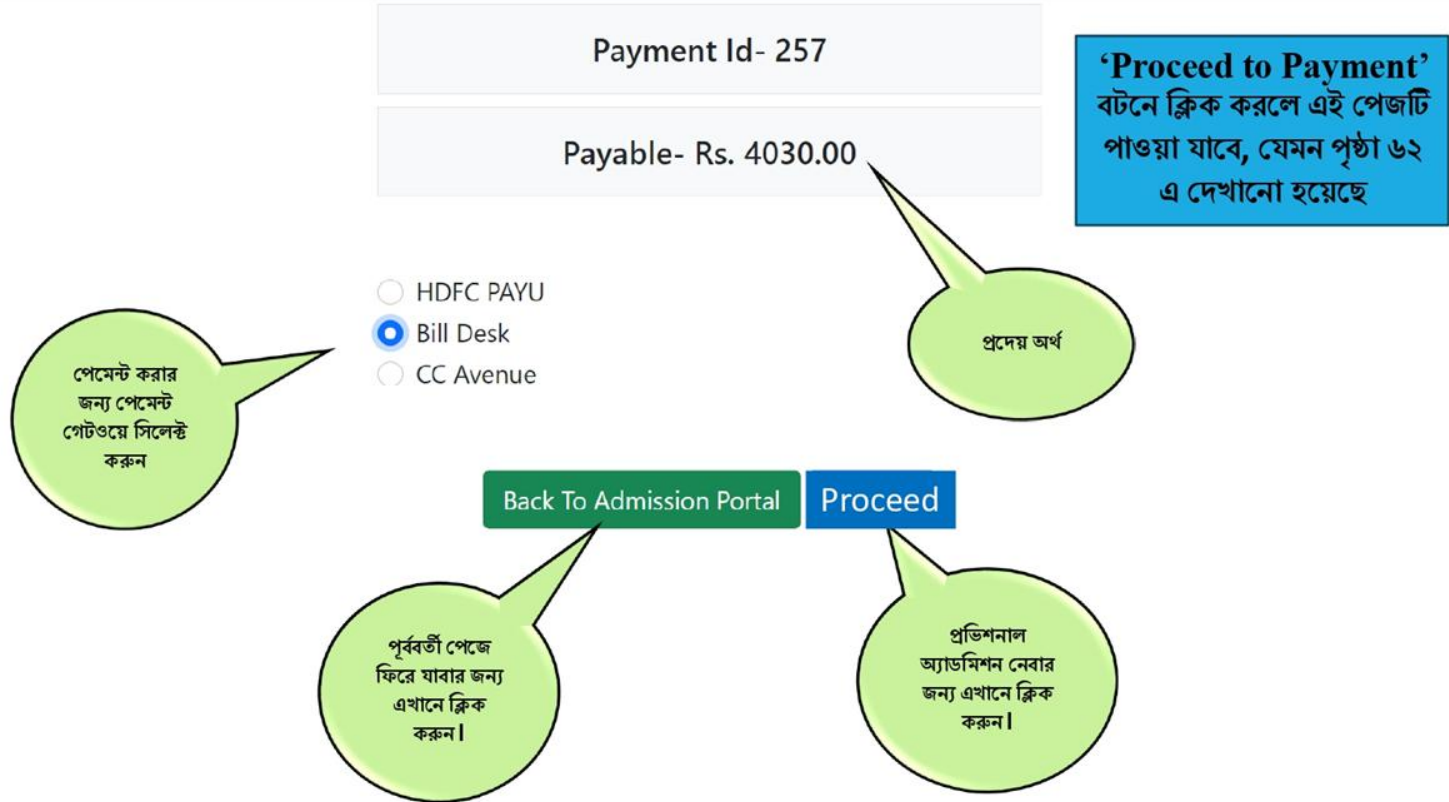 Payment Id- 257
Payable- Rs. 4030.00
‘Proceed to Payment’
বটনে ক্লিক করলে এই পেজটি
পাওয়া যাবে, যেমন পৃষ্ঠা ৬২
এ দেখানো হয়েছে
HDFC PAYU
Bill Desk
CC Avenue
প্রদেয় অর্থ
পেমেন্ট করার
জন্য পেমেন্ট
গেটওয়ে সিলেক্ট
করুন
Back To Admission Portal
Proceed
পূর্ববর্তী পেজে
ফিরে যাবার জন্য
এখানে ক্লিক
করুন।
প্রভিশনাল
অ্যাডমিশন নেবার
জন্য এখানে ক্লিক
করুন।